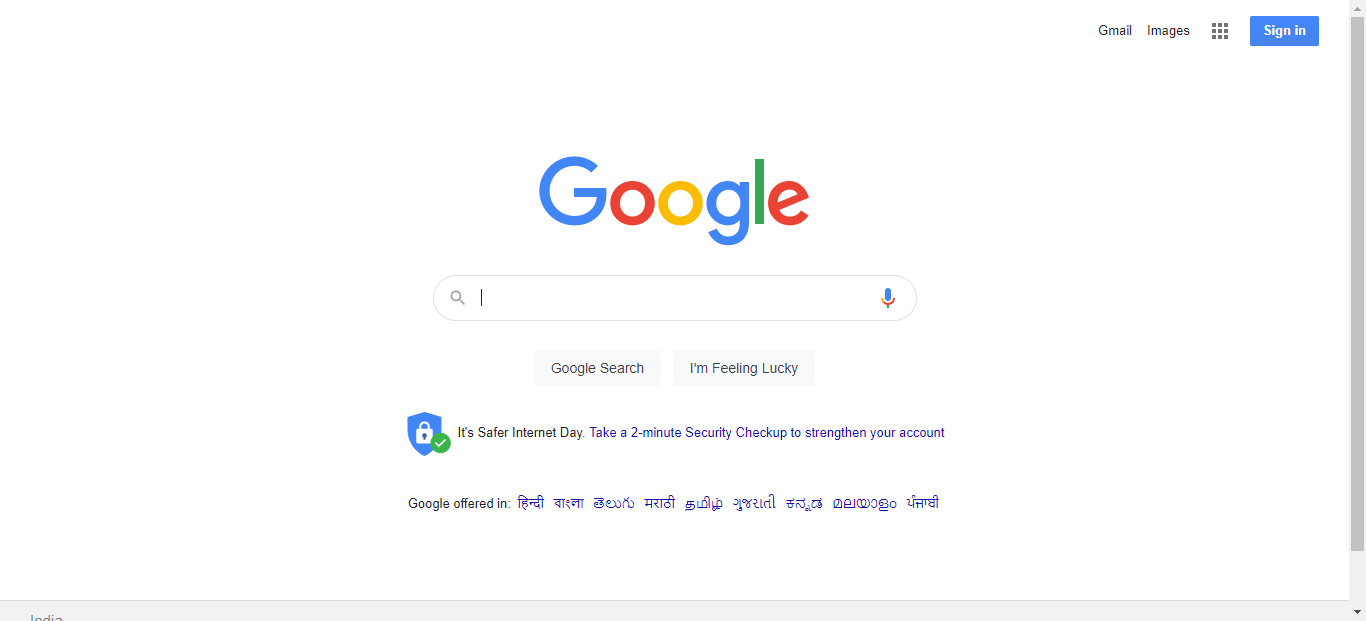 Gmail Images Sign in
Google
Google Search I'm Feeling Lucky
It's Safer Internet Day. Take a 2-minute Security Checkup to strengthen your account
Google offered in: हिन्दी বাংলা తెలుగు मराठी தமிழ் ગુજરાતી ಕನ್ನಡ മലയാളം ਪੰਜਾਬੀ
India